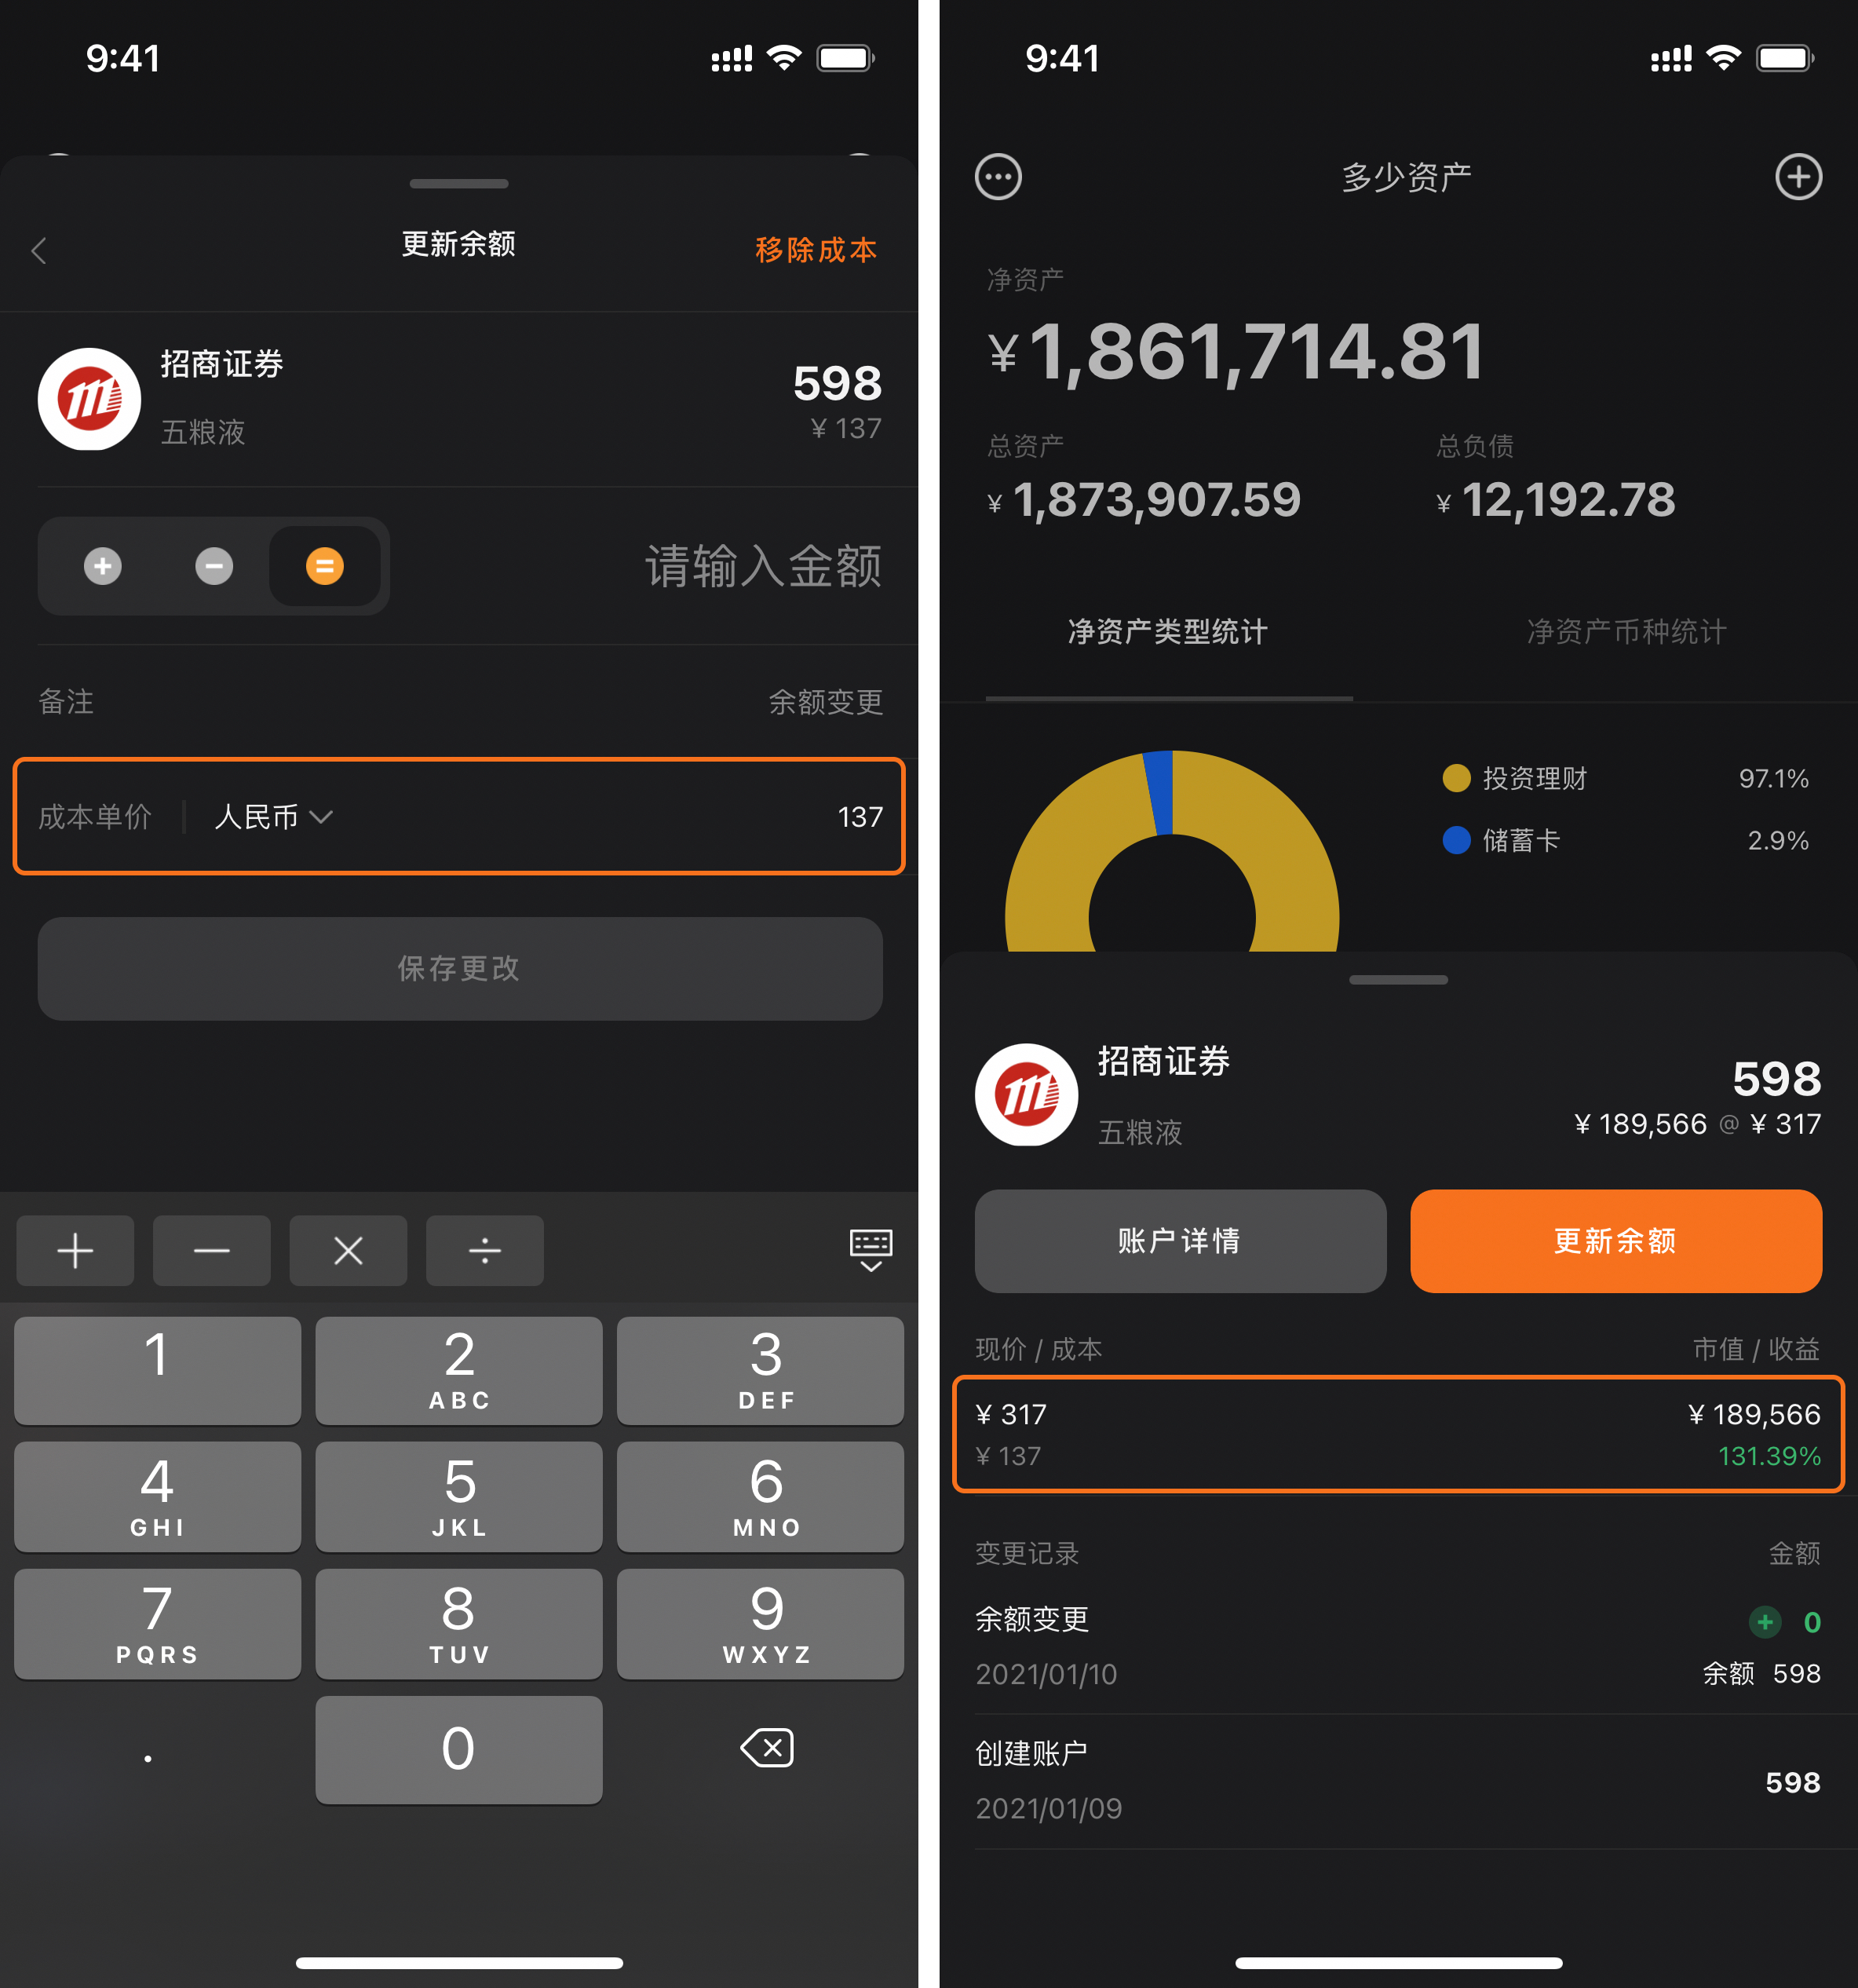 9:41
更新余额
移除成本
招商证券
598
五粮液
¥ 137
请输入金额
备注
余额变更
成本单价
人民币
137
保存更改
1
2
ABC
3
DEF
4
GHI
5
JKL
6
MNO
7
PQRS
8
TUV
9
WXYZ
.
0
9:41
多少资产
净资产
¥ 1,861,714.81
总资产
总负债
¥ 1,873,907.59
¥ 12,192.78
净资产类型统计
净资产币种统计
投资理财 97.1%
储蓄卡 2.9%
招商证券
598
五粮液
¥ 189,566 @ ¥ 317
账户详情
更新余额
现价 / 成本
市值 / 收益
¥ 317
¥ 189,566
¥ 137
131.39%
变更记录
金额
余额变更
+ 0
2021/01/10
余额 598
创建账户
598
2021/01/09